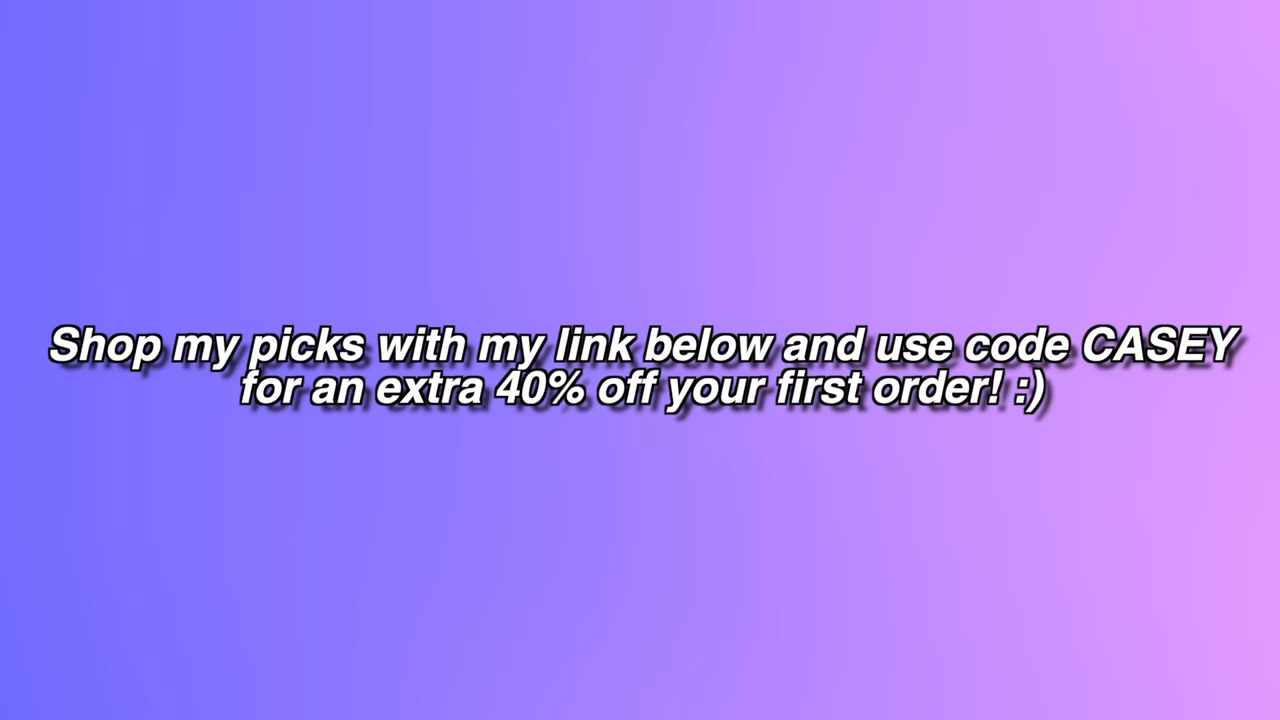 Shop my picks with my link below and use code CASEY
for an extra 40% off your first order! :)